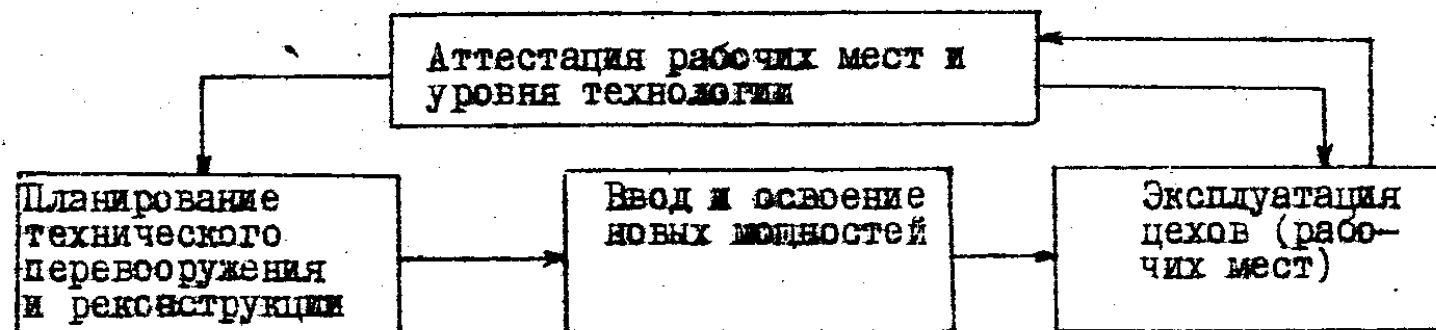 Аттестация рабочих мест и
уровня технологии
Планирование
технического
перевооружения
и реконструкции
Ввод и освоение
новых мощностей
Эксплуатация
цехов (рабо-
чих мест)